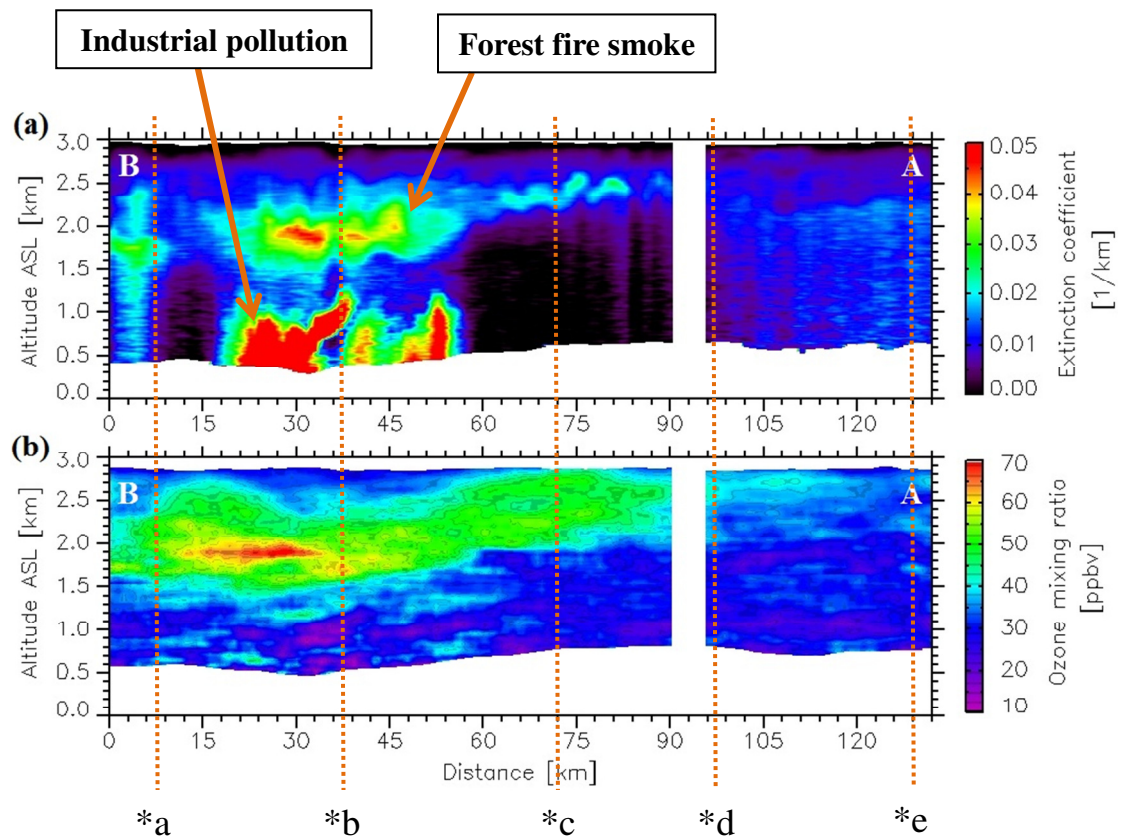 Industrial pollution
Forest fire smoke
(a)
3.0
2.5
2.0
1.5
1.0
0.5
0.0
Altitude ASL [km]
B
A
0
15
30
45
60
75
90
105
120
0.05
0.04
0.03
0.02
0.01
0.00
Extinction coefficient
[1/km]
(b)
3.0
2.5
2.0
1.5
1.0
0.5
0.0
Altitude ASL [km]
B
A
0
15
30
45
60
75
90
105
120
Distance [km]
70
60
50
40
30
20
10
Ozone mixing ratio
[ppbv]
*a
*b
*c
*d
*e